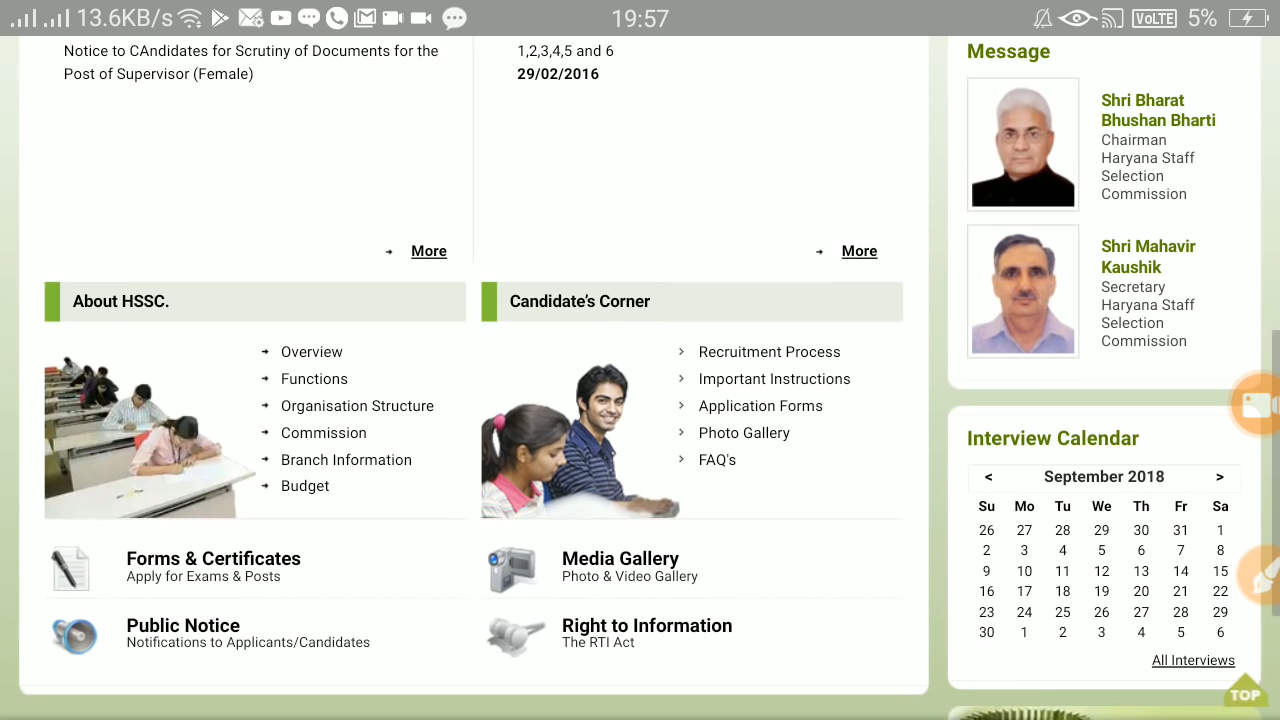 13.6KB/s
19:57
VoLTE
5%
Notice to CAndidates for Scrutiny of Documents for the
Post of Supervisor (Female)
1,2,3,4,5 and 6
29/02/2016
More
More
About HSSC.
Overview
Functions
Organisation Structure
Commission
Branch Information
Budget
Candidate's Corner
Recruitment Process
Important Instructions
Application Forms
Photo Gallery
FAQ's
Forms & Certificates
Apply for Exams & Posts
Media Gallery
Photo & Video Gallery
Public Notice
Notifications to Applicants/Candidates
Right to Information
The RTI Act
Message
Shri Bharat
Bhushan Bharti
Chairman
Haryana Staff
Selection
Commission
Shri Mahavir
Kaushik
Secretary
Haryana Staff
Selection
Commission
Interview Calendar
< September 2018 >
Su Mo Tu We Th Fr Sa
26 27 28 29 30 31 1
2 3 4 5 6 7 8
9 10 11 12 13 14 15
16 17 18 19 20 21 22
23 24 25 26 27 28 29
30 1 2 3 4 5 6
All Interviews
TOP